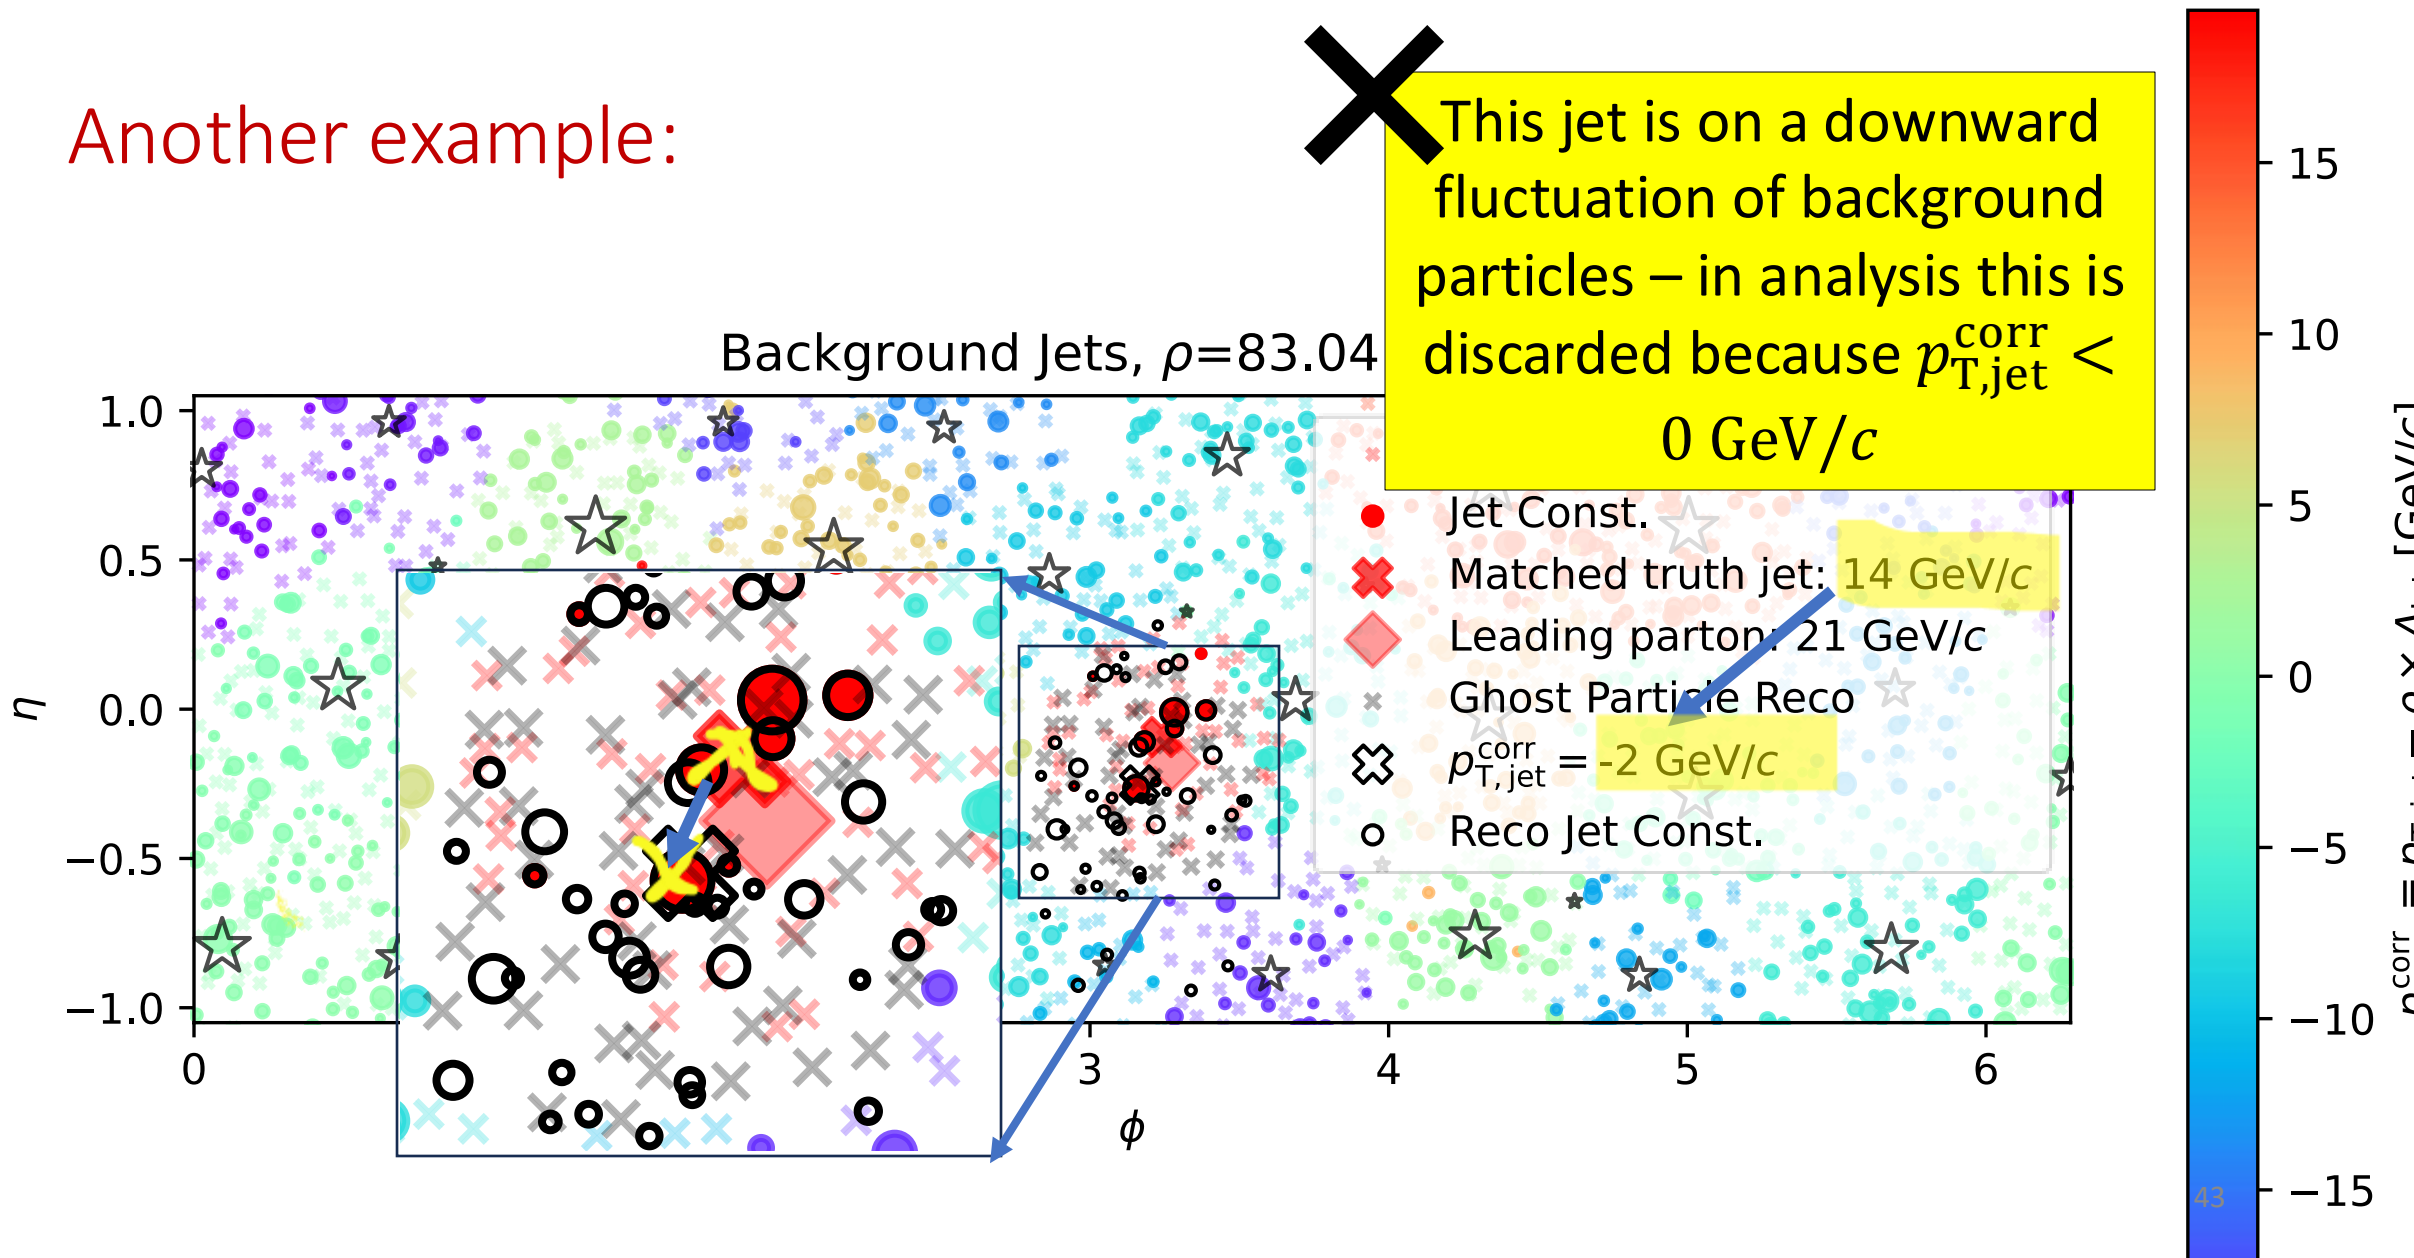 Another example:
This jet is on a downward
fluctuation of background
particles – in analysis this is
discarded because p_{T,jet}^{corr} <
0 GeV/c
Background Jets, ρ=83.04
Jet Const.
Matched truth jet: 14 GeV/c
Leading parton: 21 GeV/c
Ghost Particle Reco
p_{T, jet}^{corr} = -2 GeV/c
Reco Jet Const.
η
1.0
0.5
0.0
−0.5
−1.0
0
3
4
5
6
ϕ
15
10
5
0
−5
−10
−15
43